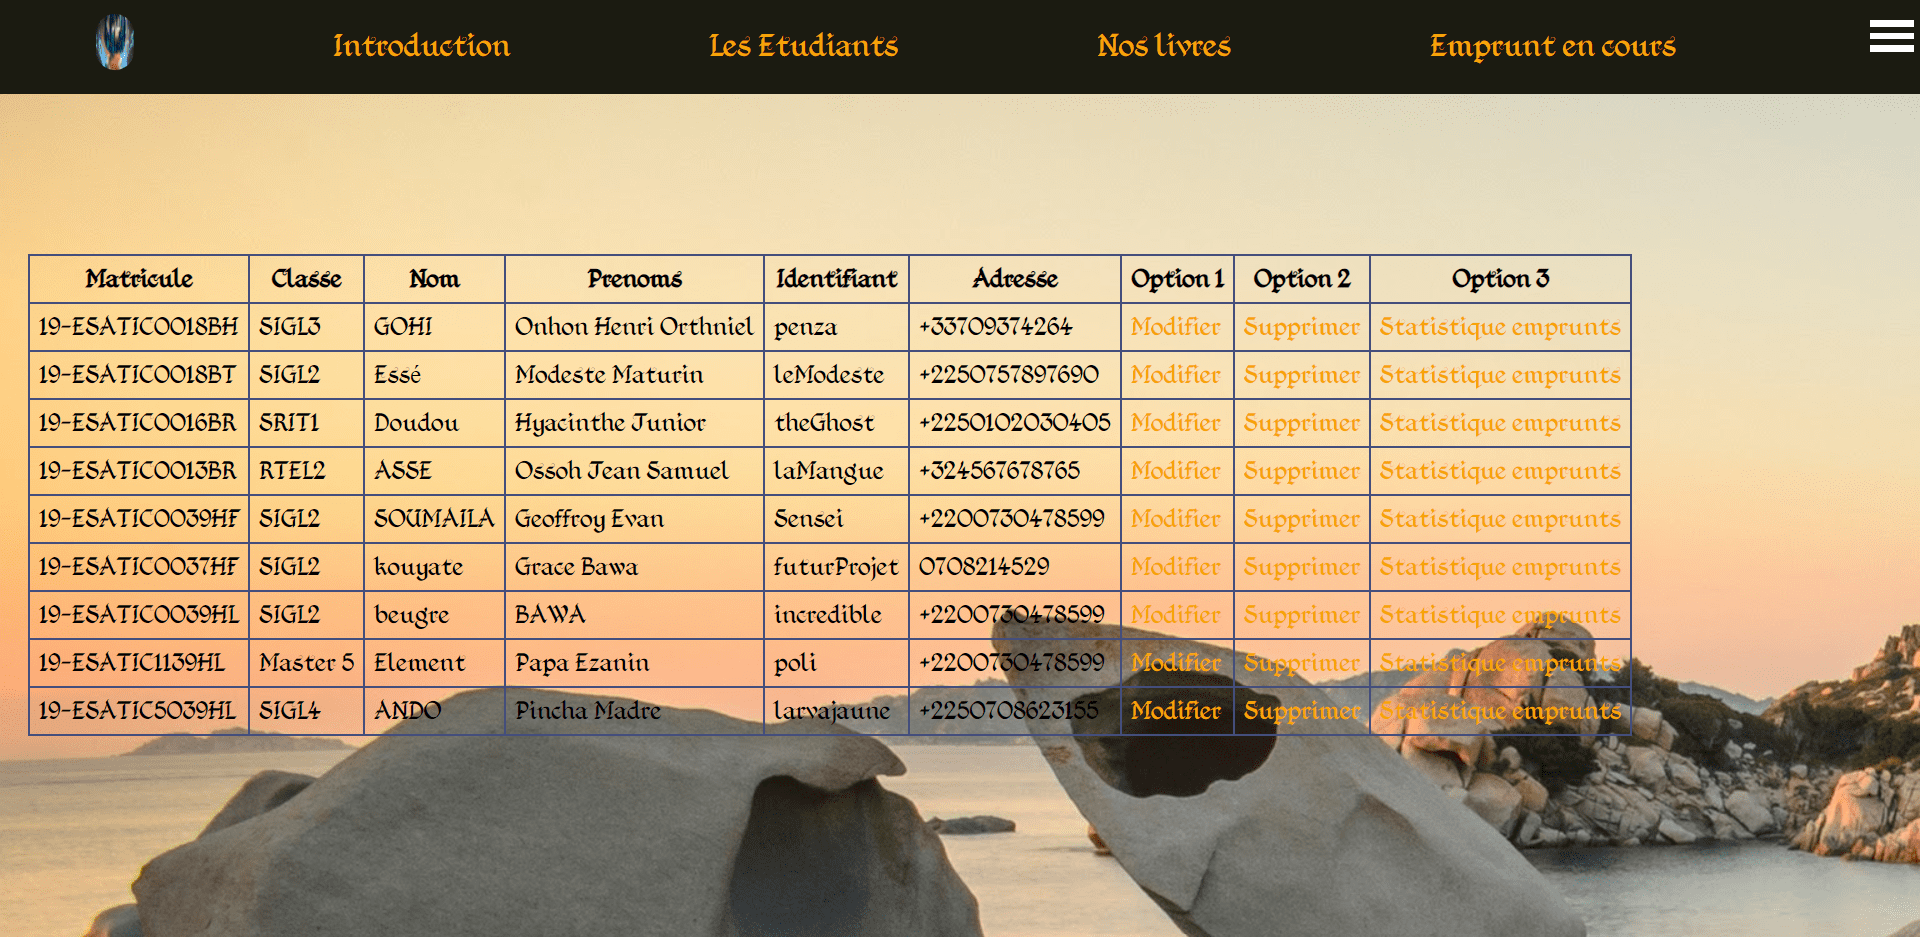 Introduction Les Etudiants Nos livres Emprunt en cours
Matricule Classe Nom Prenoms Identifiant Adresse Option 1 Option 2 Option 3
19-ESATIC0018BH SIGL3 GOHI Onhon Henri Orthniel penza +33709374264 Modifier Supprimer Statistique emprunts
19-ESATIC0018BT SIGL2 Essé Modeste Maturin leModeste +2250757897690 Modifier Supprimer Statistique emprunts
19-ESATIC0016BR SRIT1 Doudou Hyacinthe Junior theGhost +2250102030405 Modifier Supprimer Statistique emprunts
19-ESATIC0013BR RTEL2 ASSE Ossoh Jean Samuel laMangue +324567678765 Modifier Supprimer Statistique emprunts
19-ESATIC0039HF SIGL2 SOUMAILA Geoffroy Evan Sensei +2200730478599 Modifier Supprimer Statistique emprunts
19-ESATIC0037HF SIGL2 kouyate Grace Bawa futurProjet 0708214529 Modifier Supprimer Statistique emprunts
19-ESATIC0039HL SIGL2 beugre BAWA incredible +2200730478599 Modifier Supprimer Statistique emprunts
19-ESATIC1139HL Master 5 Element Papa Ezanin poli +2200730478599 Modifier Supprimer Statistique emprunts
19-ESATIC5039HL SIGL4 ANDO Pincha Madre larvajaune +2250708623155 Modifier Supprimer Statistique emprunts